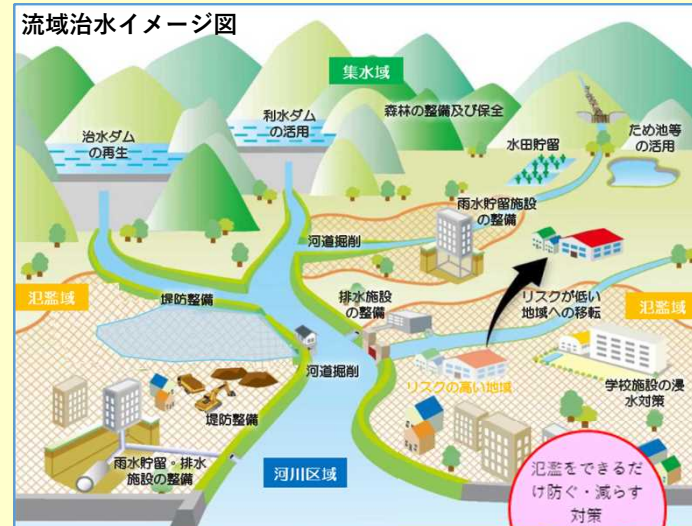 流域治水イメージ図
集水域
利水ダム
の活用
森林の整備及び保全
治水ダム
の再生
水田貯留
ため池等
の活用
雨水貯留施設
の整備
河道掘削
氾濫域
堤防整備
排水施設
の整備
リスクが低い
地域への移転
氾濫域
河道掘削
リスクの高い地域
学校施設の浸
水対策
堤防整備
雨水貯留・排水
施設の整備
河川区域
氾濫をできるだ
け防ぐ・減らす
対策